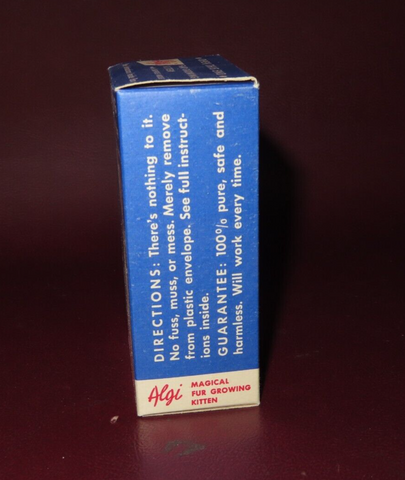 DIRECTIONS: There's nothing to it.
No fuss, muss, or mess. Merely remove
from plastic envelope. See full instruct-
ions inside.
GUARANTEE: 100% pure, safe and
harmless. Will work every time.
Algi
MAGICAL
FUR GROWING
KITTEN